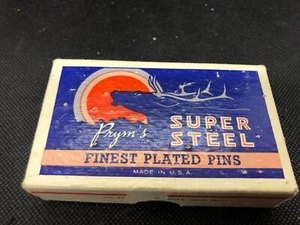 Prym's
SUPER
STEEL
FINEST PLATED PINS
MADE IN U.S.A.